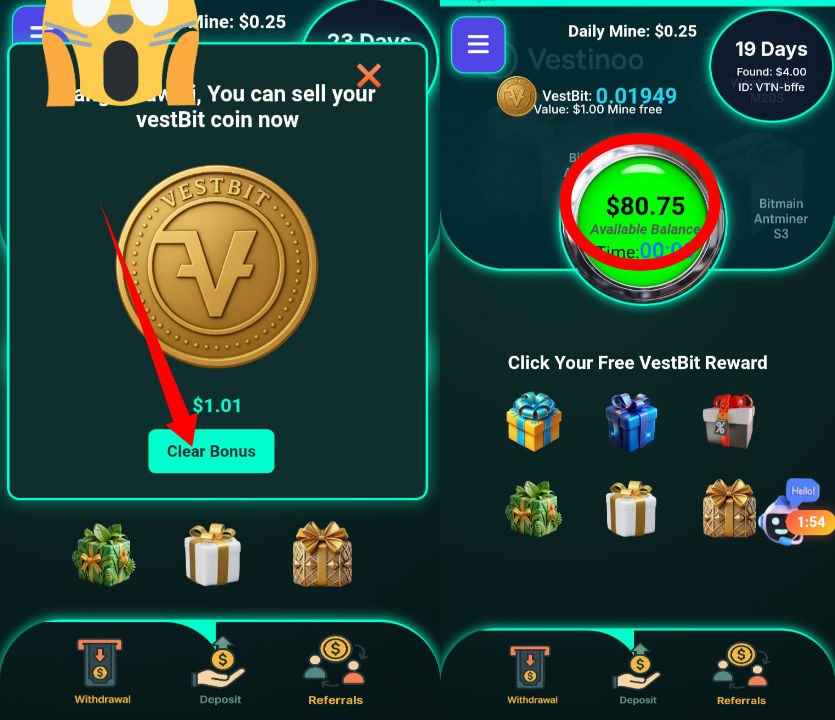 Mine: $0.25
23 Days
You can sell your
vestBit coin now
VESTBIT
$1.01
Clear Bonus
Withdrawal
Deposit
Referrals
Daily Mine: $0.25
Vestinoo
19 Days
Found: $4.00
ID: VTN-bffe
M20S
VestBit: 0.01949
Value: $1.00 Mine free
$80.75
Available Balance
Time:
Bitmain
Antminer
S3
Click Your Free VestBit Reward
%
Hello!
1:54
Withdrawal
Deposit
Referrals